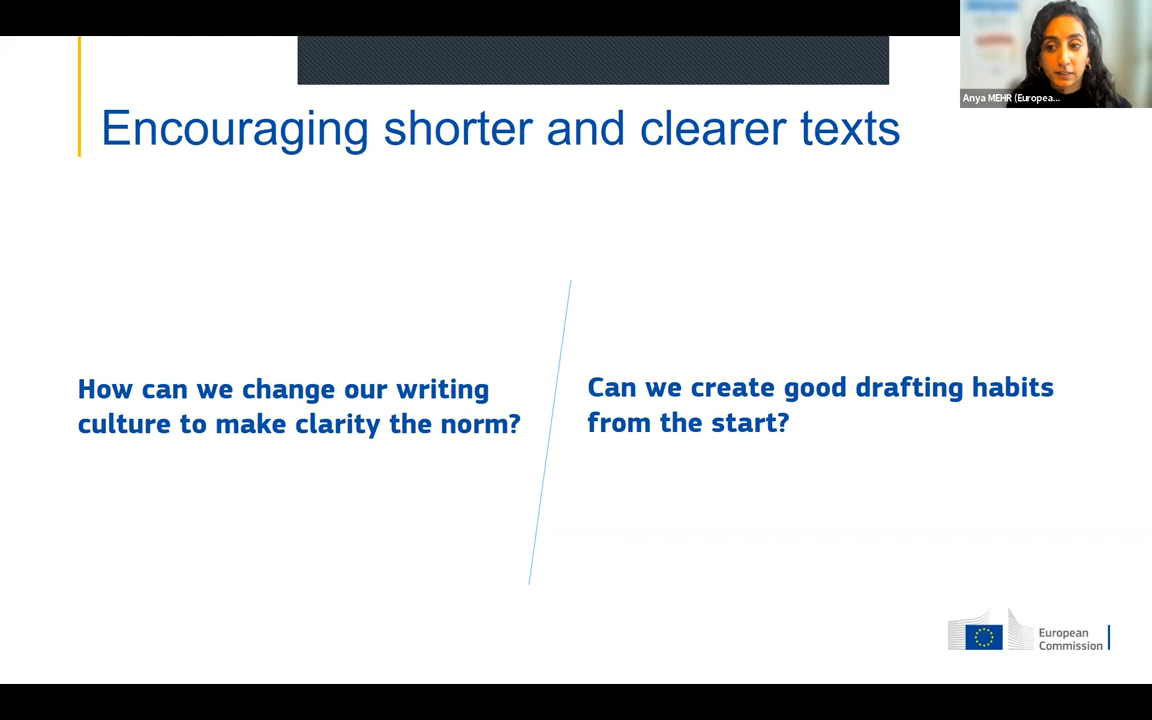 Anya MEHR (Europea...
Encouraging shorter and clearer texts
How can we change our writing
culture to make clarity the norm?
Can we create good drafting habits
from the start?
European
Commission